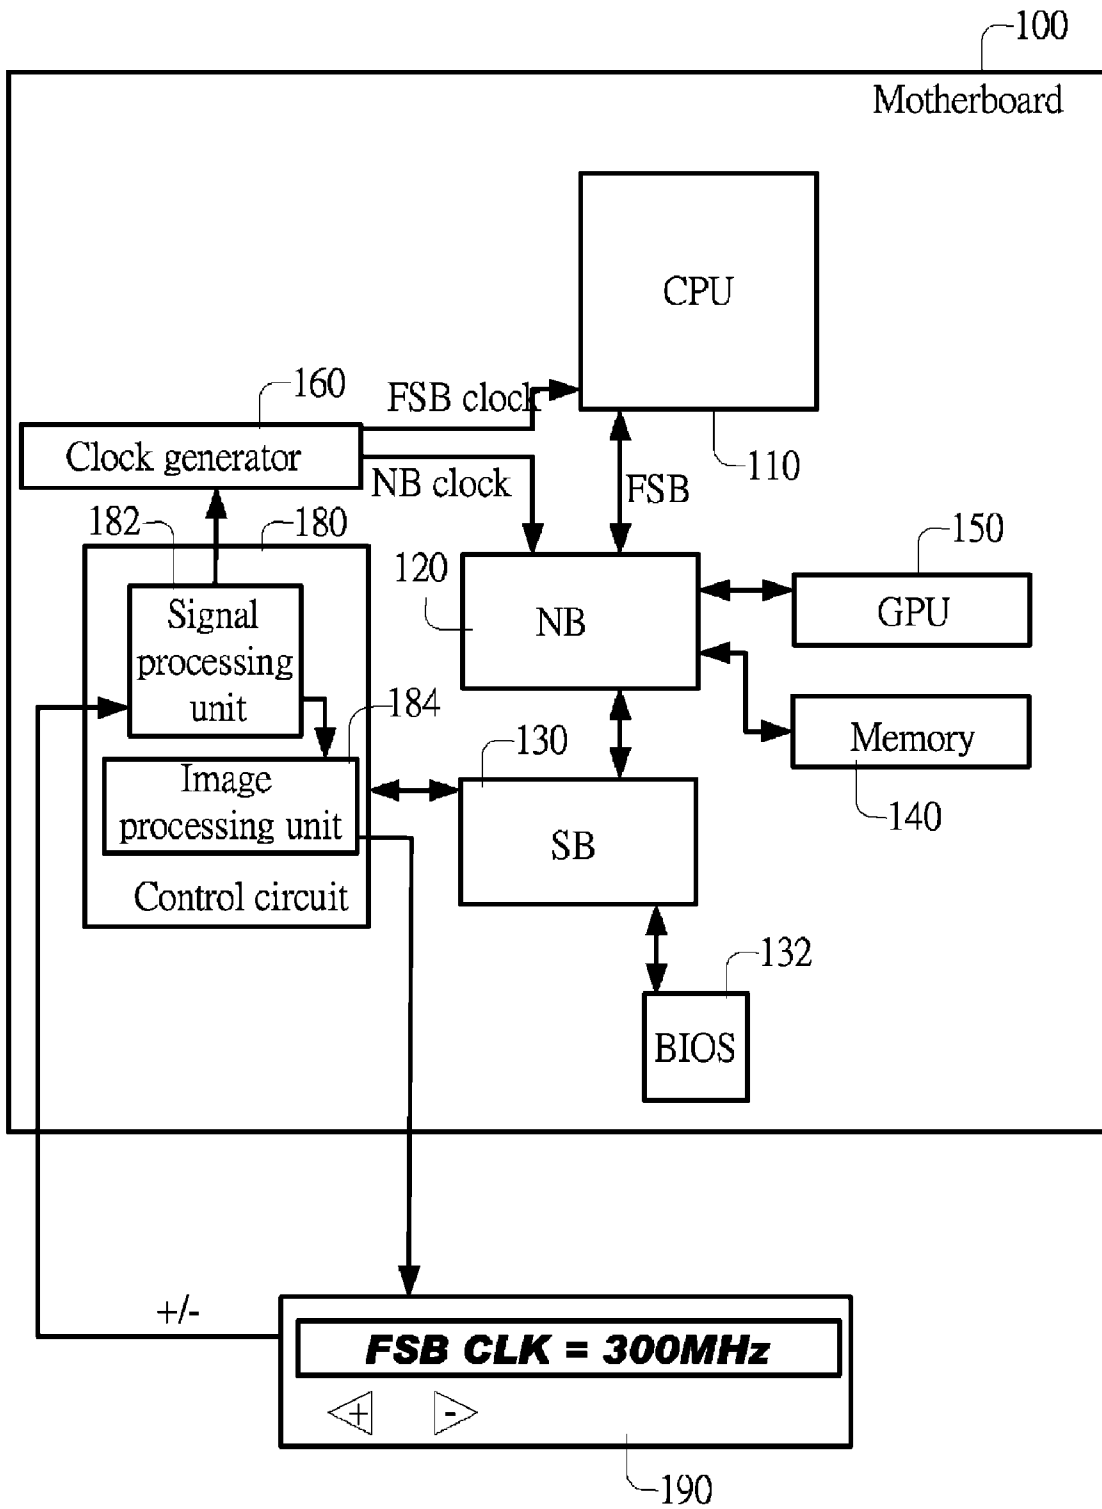 100
Motherboard
CPU
160
FSB clock
Clock generator
110
NB clock
FSB
182
180
150
120
Signal
processing
unit
NB
GPU
184
130
Memory
Image
processing unit
140
SB
Control circuit
132
BIOS
+/-
FSB CLK = 300MHz
+
-
190